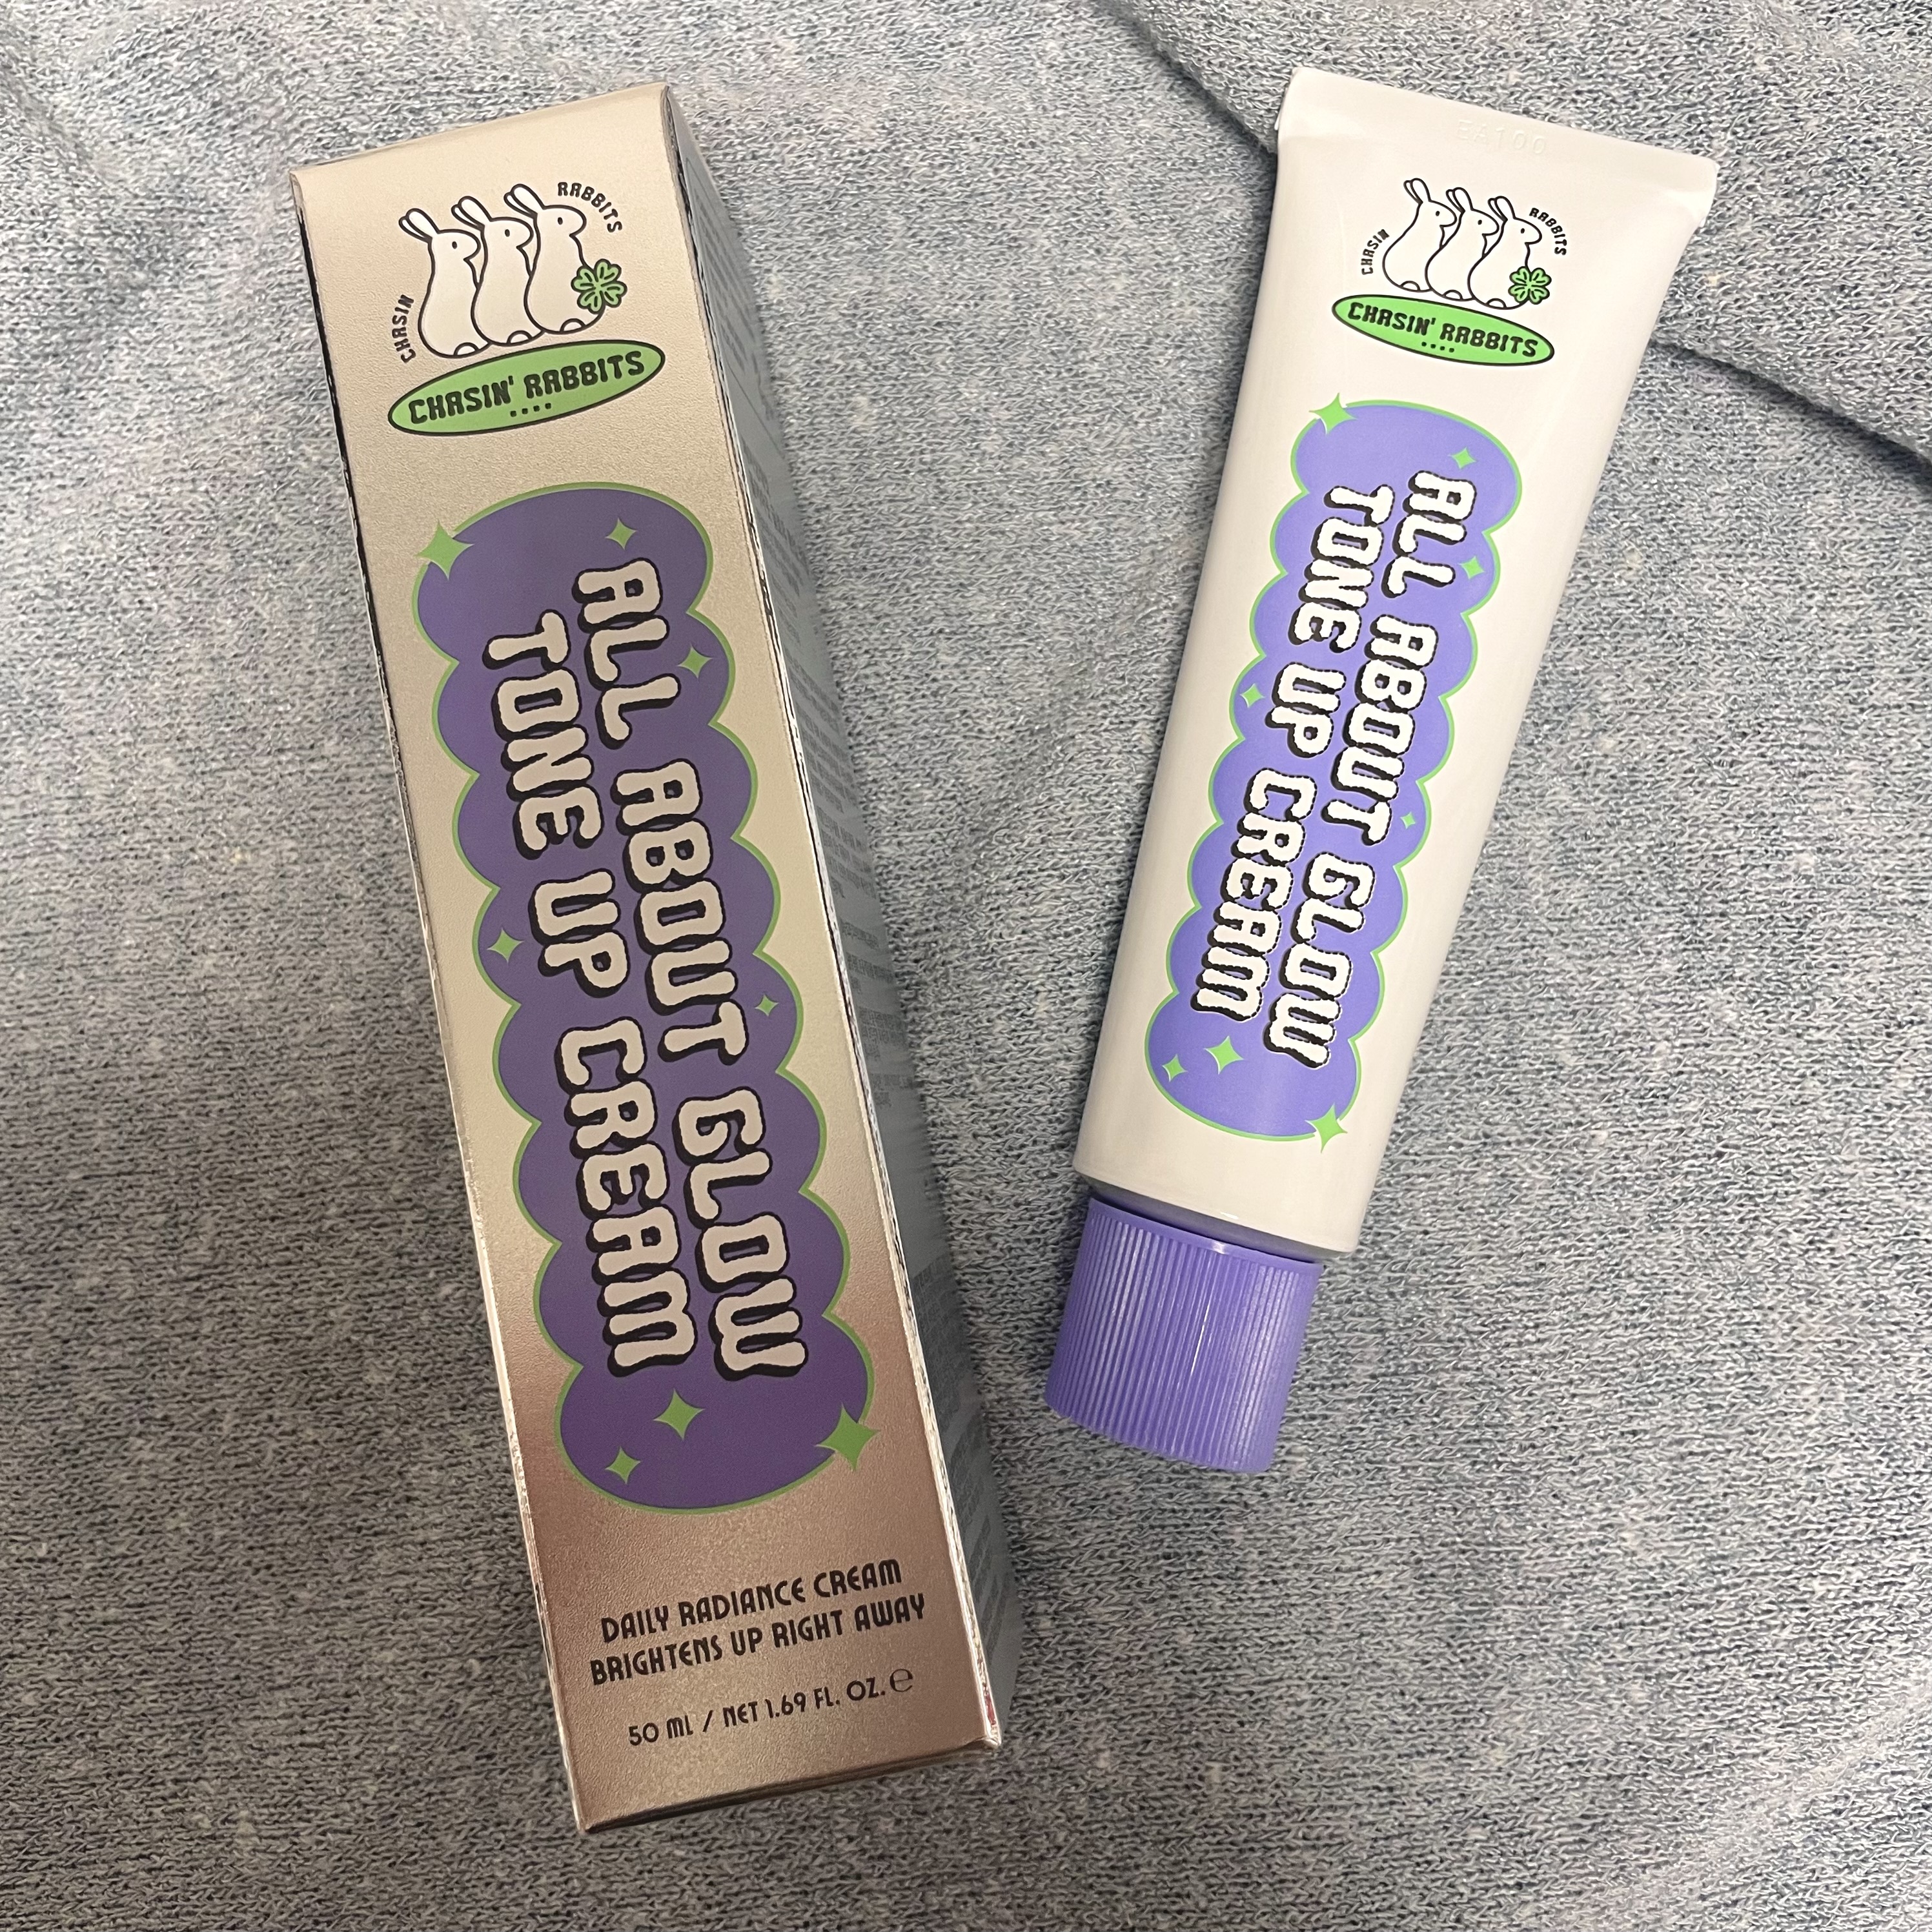 CHASIN RABBITS
CHASIN' RABBITS
ALL ABOUT GLOW
TONE UP CREAM
DAILY RADIANCE CREAM
BRIGHTENS UP RIGHT AWAY
50 ML / NET 1.69 FL. OZ. ℮
EA100
CHASIN RABBITS
CHASIN' RABBITS
ALL ABOUT GLOW
TONE UP CREAM